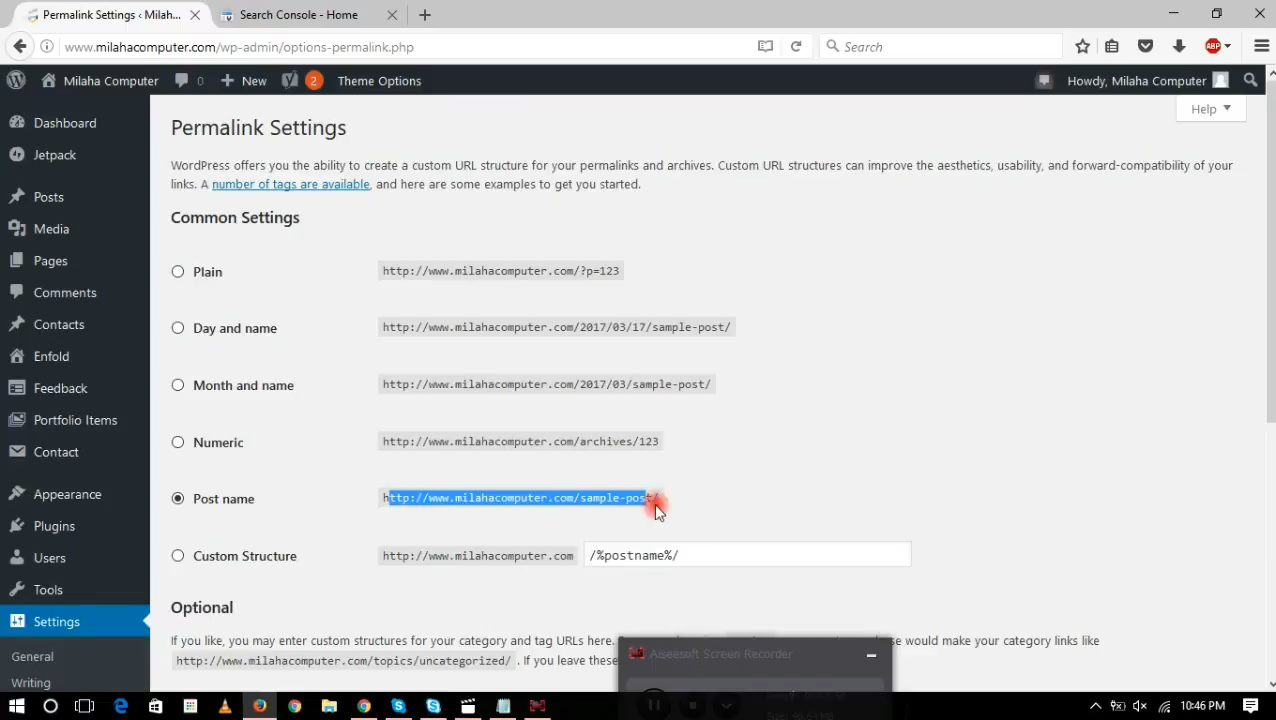 Permalink Settings ‹ Milah
Search Console - Home
www.milahacomputer.com/wp-admin/options-permalink.php
Search
ABP
Milaha Computer
0
New
2
Theme Options
Howdy, Milaha Computer
Help
Dashboard
Jetpack
Posts
Media
Pages
Comments
Contacts
Enfold
Feedback
Portfolio Items
Contact
Appearance
Plugins
Users
Tools
Settings
General
Writing
Permalink Settings
WordPress offers you the ability to create a custom URL structure for your permalinks and archives. Custom URL structures can improve the aesthetics, usability, and forward-compatibility of your
links. A number of tags are available, and here are some examples to get you started.
Common Settings
Plain http://www.milahacomputer.com/?p=123
Day and name http://www.milahacomputer.com/2017/03/17/sample-post/
Month and name http://www.milahacomputer.com/2017/03/sample-post/
Numeric http://www.milahacomputer.com/archives/123
Post name http://www.milahacomputer.com/sample-post/
Custom Structure http://www.milahacomputer.com /%postname%/
Optional
If you like, you may enter custom structures for your category and tag URLs here. se would make your category links like
http://www.milahacomputer.com/topics/uncategorized/ . If you leave these
Aiseesoft Screen Recorder
10:46 PM